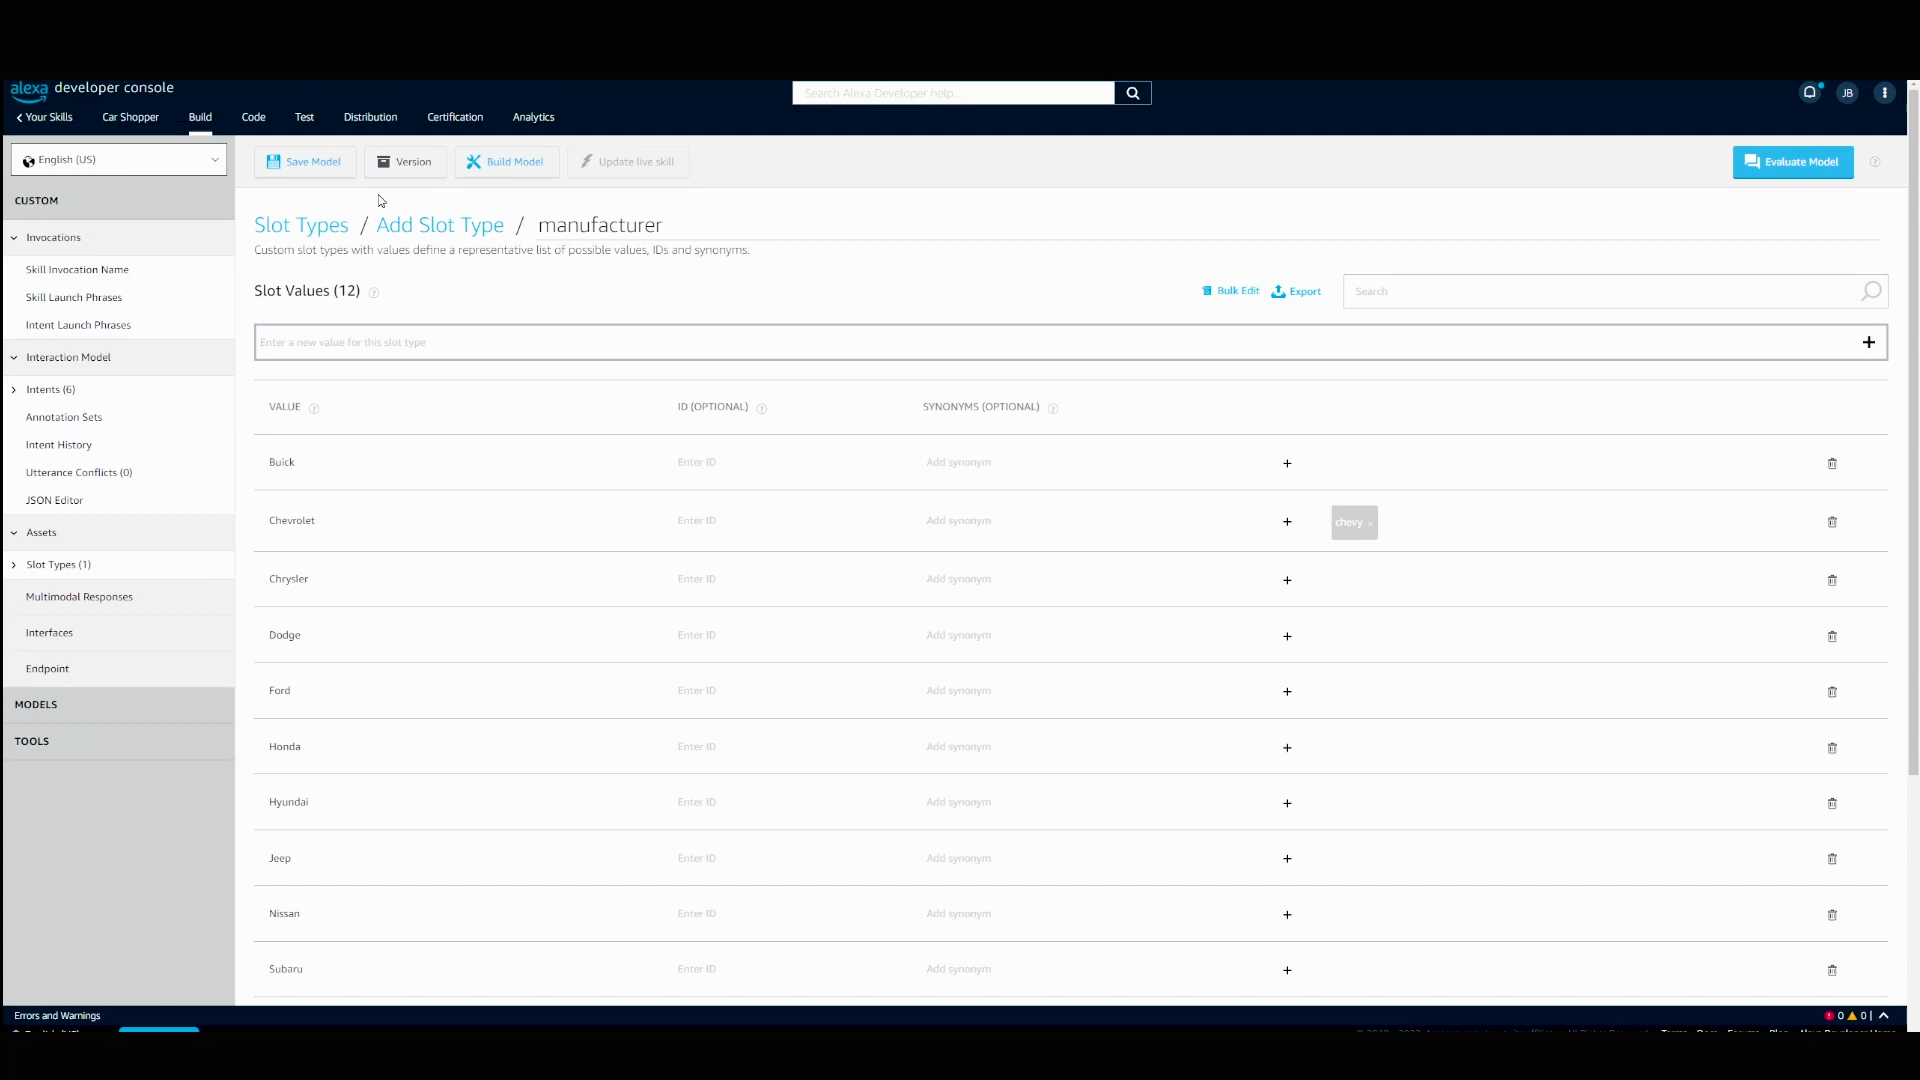 alexa developer console
Search Alexa Developer help...
JB
Your Skills
Car Shopper
Build
Code
Test
Distribution
Certification
Analytics
English (US)
Save Model
Version
Build Model
Update live skill
Evaluate Model
CUSTOM
Invocations
Skill Invocation Name
Skill Launch Phrases
Intent Launch Phrases
Interaction Model
Intents (6)
Annotation Sets
Intent History
Utterance Conflicts (0)
JSON Editor
Assets
Slot Types (1)
Multimodal Responses
Interfaces
Endpoint
MODELS
TOOLS
Slot Types / Add Slot Type / manufacturer
Custom slot types with values define a representative list of possible values, IDs and synonyms.
Slot Values (12)
Bulk Edit
Export
Search
Enter a new value for this slot type
VALUE ID (OPTIONAL) SYNONYMS (OPTIONAL)
Buick Enter ID Add synonym
Chevrolet Enter ID Add synonym chevy
Chrysler Enter ID Add synonym
Dodge Enter ID Add synonym
Ford Enter ID Add synonym
Honda Enter ID Add synonym
Hyundai Enter ID Add synonym
Jeep Enter ID Add synonym
Nissan Enter ID Add synonym
Subaru Enter ID Add synonym
Errors and Warnings
0 0 |